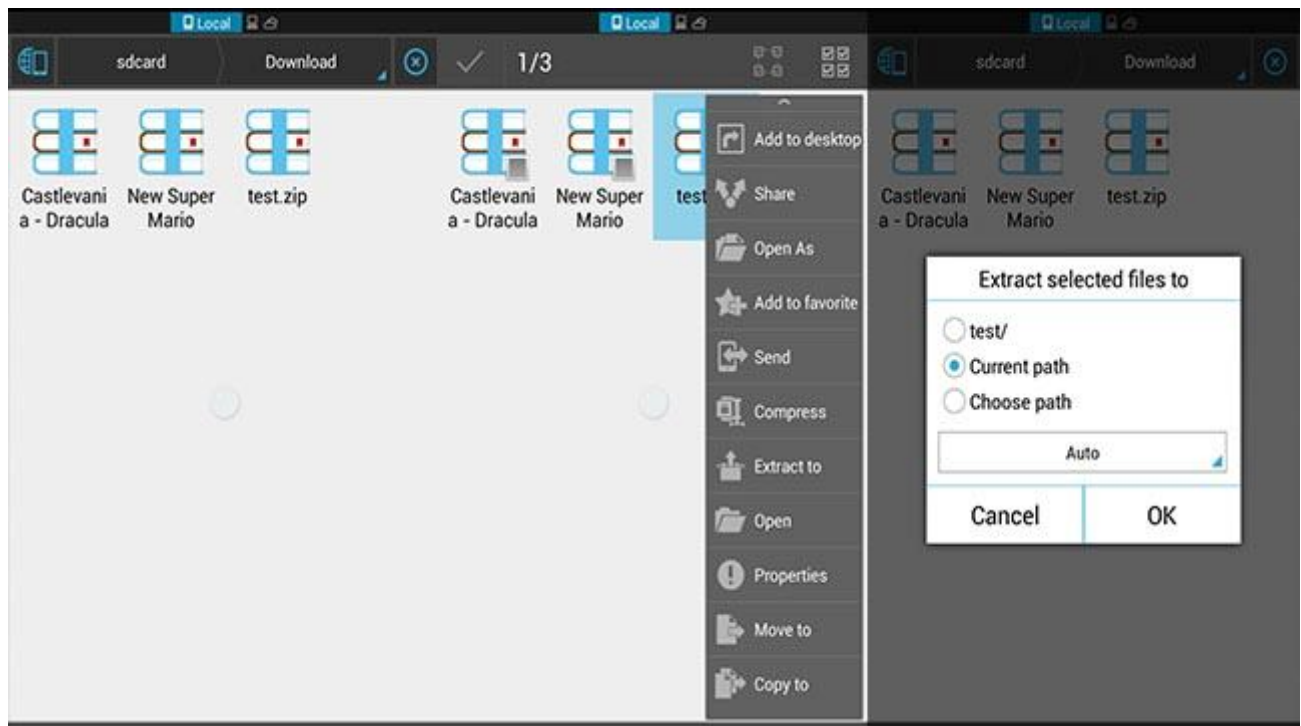 Local
sdcard
Download
Castlevani
a - Dracula
New Super
Mario
test.zip
Local
1/3
Castlevani
a - Dracula
New Super
Mario
test
Add to desktop
Share
Open As
Add to favorite
Send
Compress
Extract to
Open
Properties
Move to
Copy to
Local
sdcard
Download
Castlevani
a - Dracula
New Super
Mario
test.zip
Extract selected files to
test/
Current path
Choose path
Auto
Cancel
OK